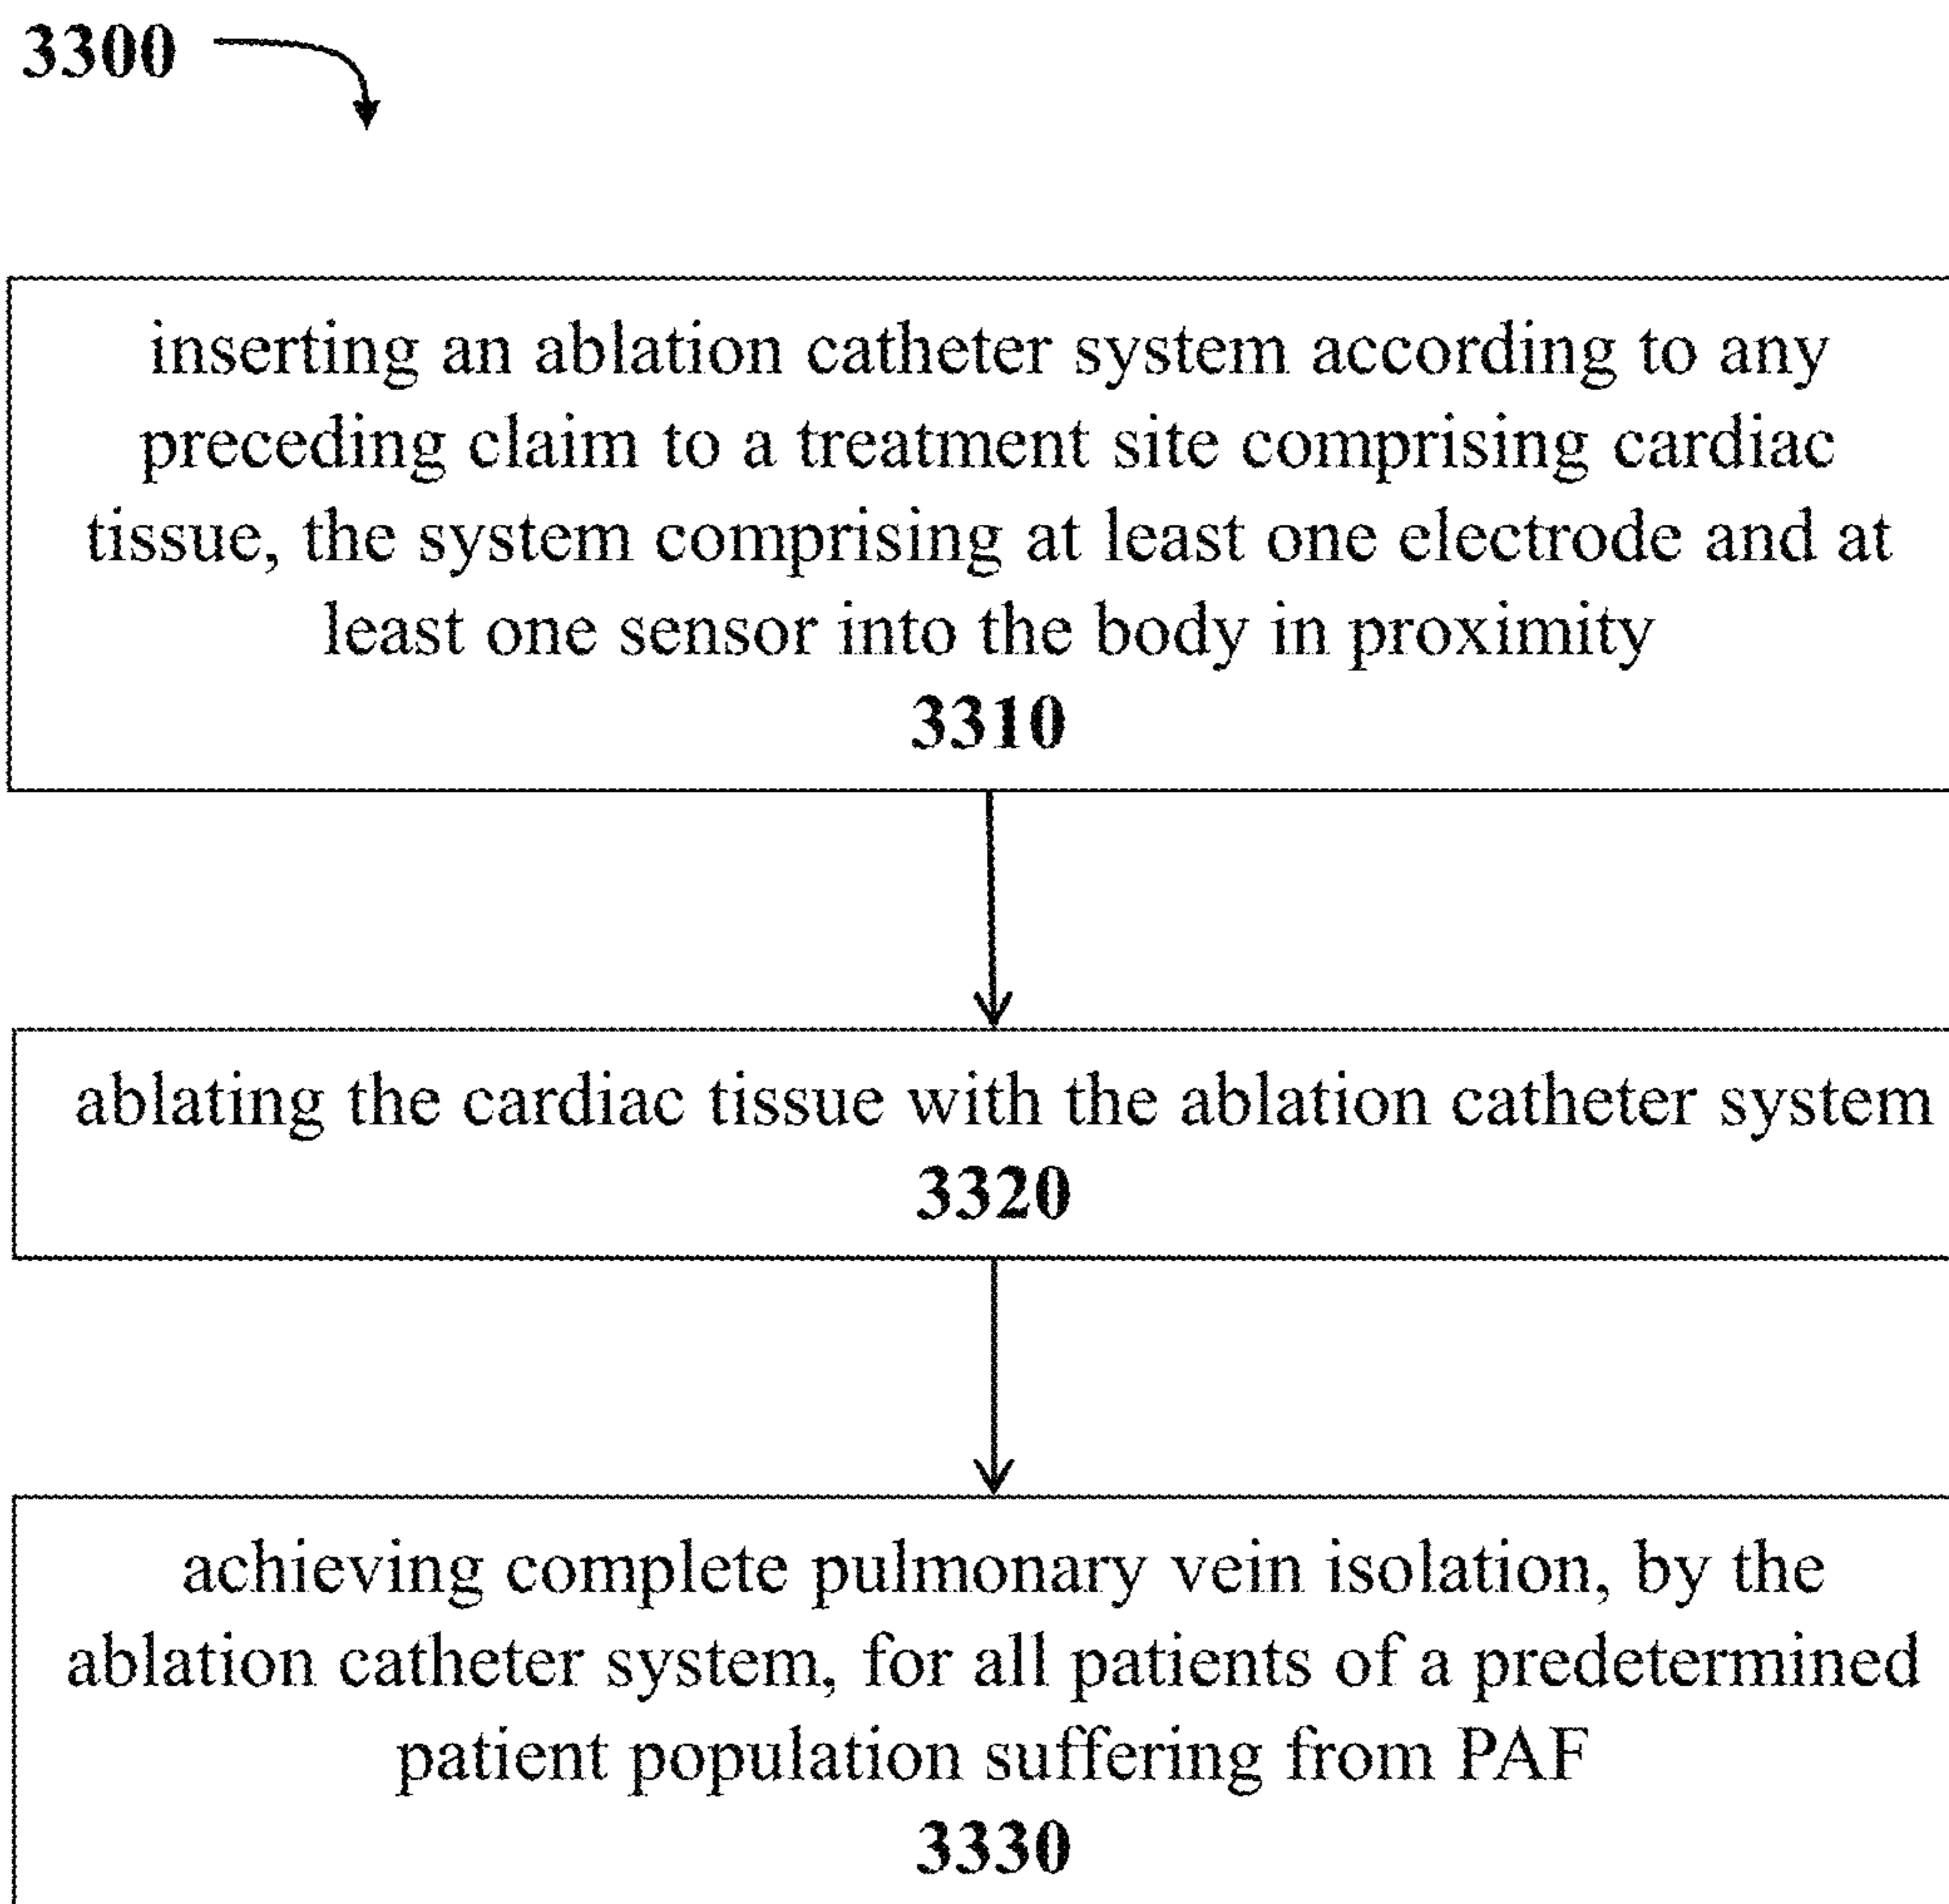 3300
inserting an ablation catheter system according to any
preceding claim to a treatment site comprising cardiac
tissue, the system comprising at least one electrode and at
least one sensor into the body in proximity
3310
ablating the cardiac tissue with the ablation catheter system
3320
achieving complete pulmonary vein isolation, by the
ablation catheter system, for all patients of a predetermined
patient population suffering from PAF
3330